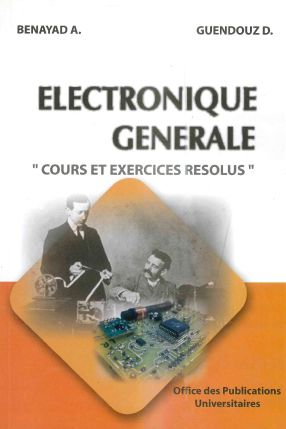 BENAYAD A. GUENDOUZ D.
ELECTRONIQUE
GENERALE
" COURS ET EXERCICES RESOLUS "
Office des Publications
Universitaires